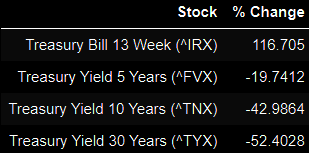 Stock % Change
Treasury Bill 13 Week (^IRX) 116.705
Treasury Yield 5 Years (^FVX) -19.7412
Treasury Yield 10 Years (^TNX) -42.9864
Treasury Yield 30 Years (^TYX) -52.4028